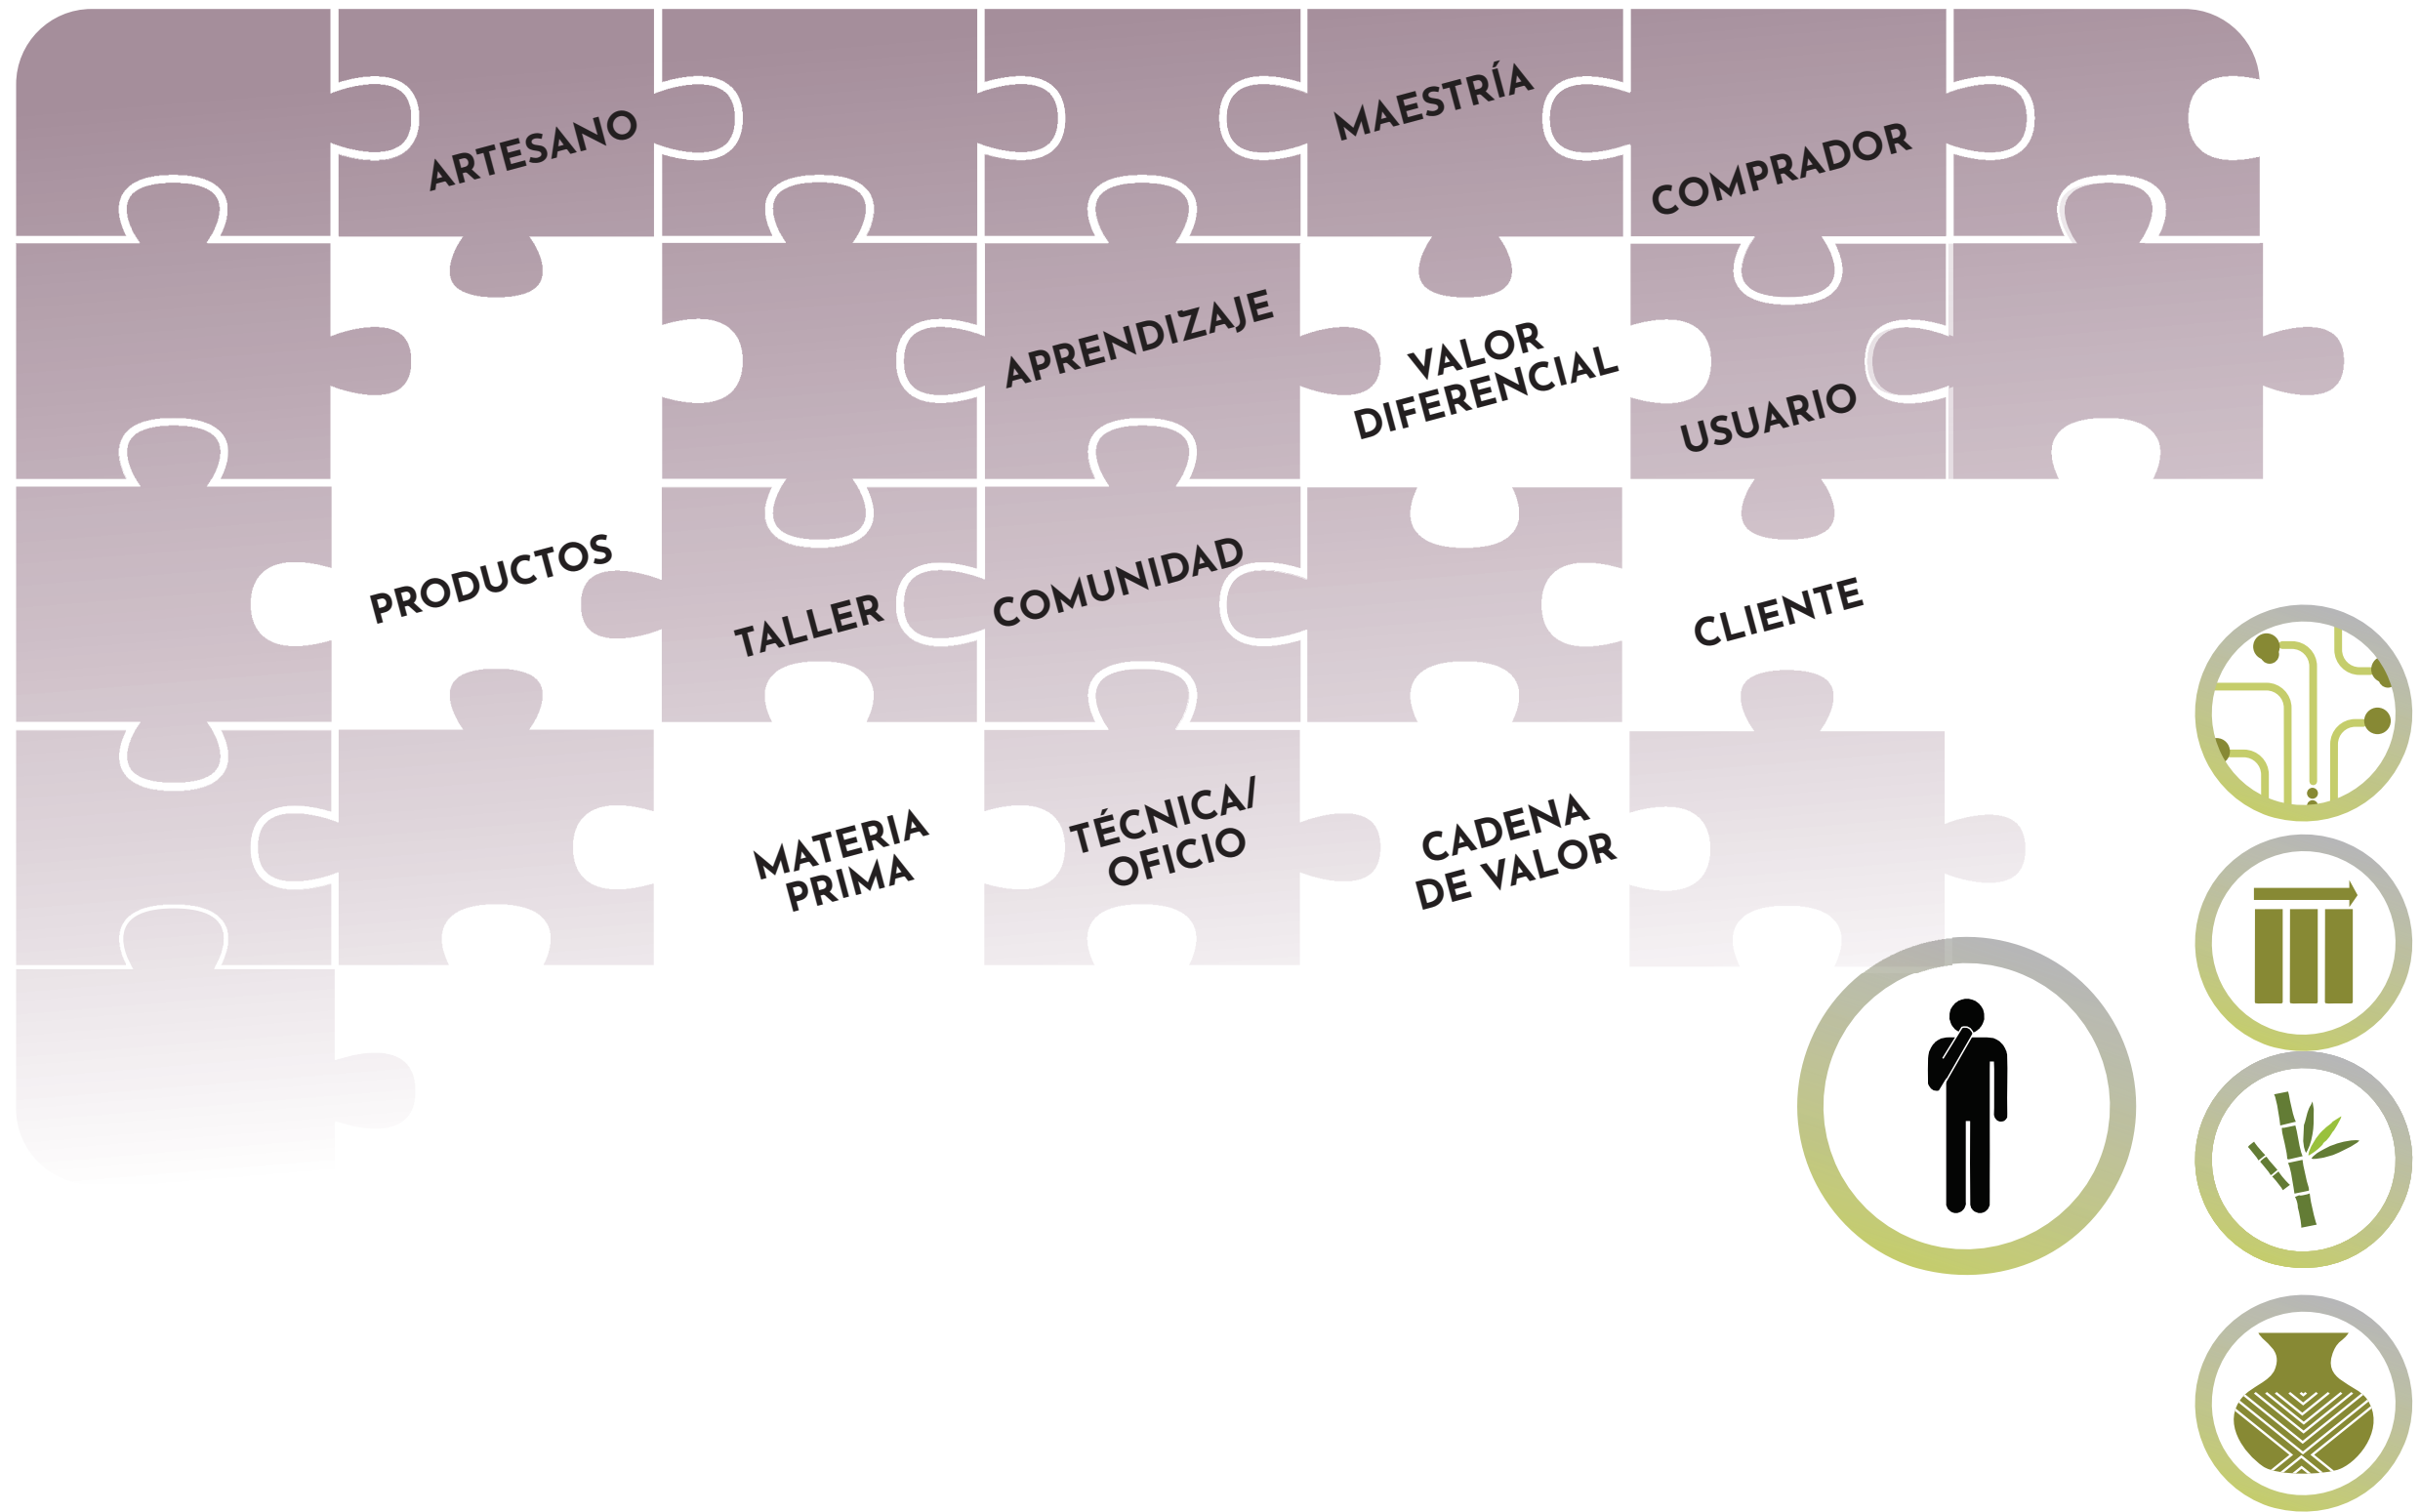 MAESTRÍA
ARTESANO
COMPRADOR
APRENDIZAJE
VALOR
DIFERENCIAL
USUARIO
PRODUCTOS
TALLER
COMUNIDAD
CLIENTE
MATERIA
PRIMA
TÉCNICA/
OFICIO
CADENA
DE VALOR